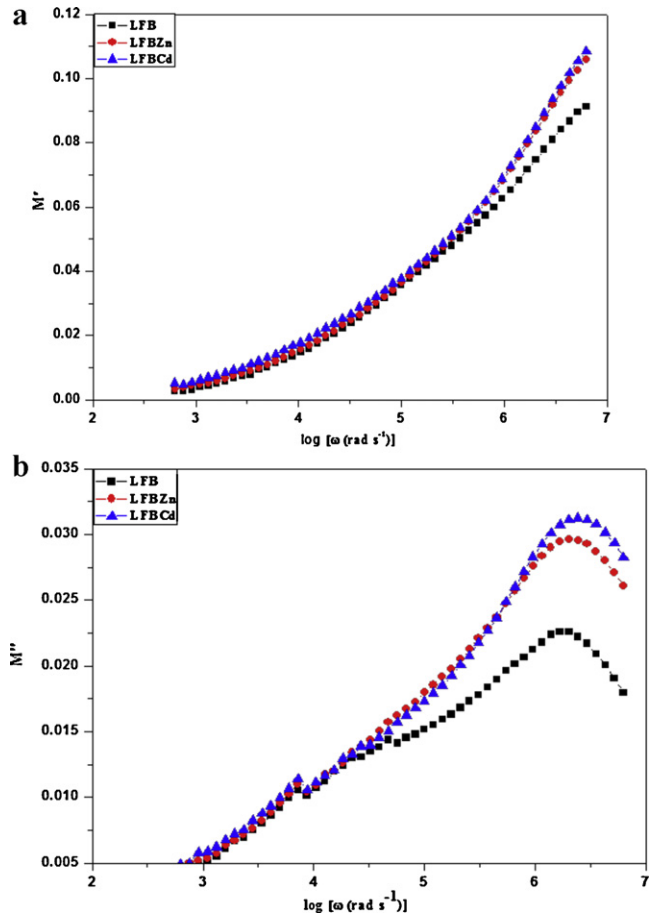 a
LFB
LFBZn
LFBCd
0.12
0.10
0.08
0.06
0.04
0.02
0.00
M'
2 3 4 5 6 7
log [ω (rad s⁻¹)]
b
LFB
LFBZn
LFBCd
0.035
0.030
0.025
0.020
0.015
0.010
0.005
M"
2 3 4 5 6 7
log [ω (rad s⁻¹)]